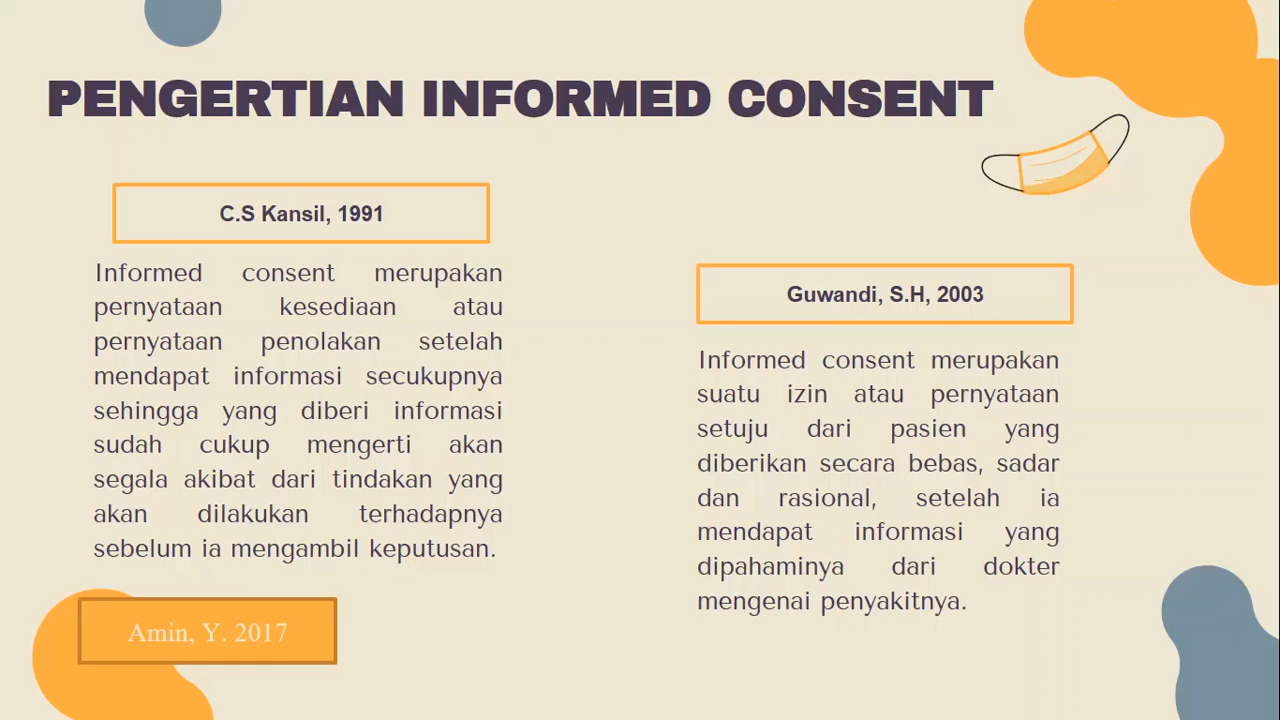 PENGERTIAN INFORMED CONSENT
C.S Kansil, 1991
Informed consent merupakan
pernyataan kesediaan atau
pernyataan penolakan setelah
mendapat informasi secukupnya
sehingga yang diberi informasi
sudah cukup mengerti akan
segala akibat dari tindakan yang
akan dilakukan terhadapnya
sebelum ia mengambil keputusan.
Guwandi, S.H, 2003
Informed consent merupakan
suatu izin atau pernyataan
setuju dari pasien yang
diberikan secara bebas, sadar
dan rasional, setelah ia
mendapat informasi yang
dipahaminya dari dokter
mengenai penyakitnya.
Amin, Y. 2017